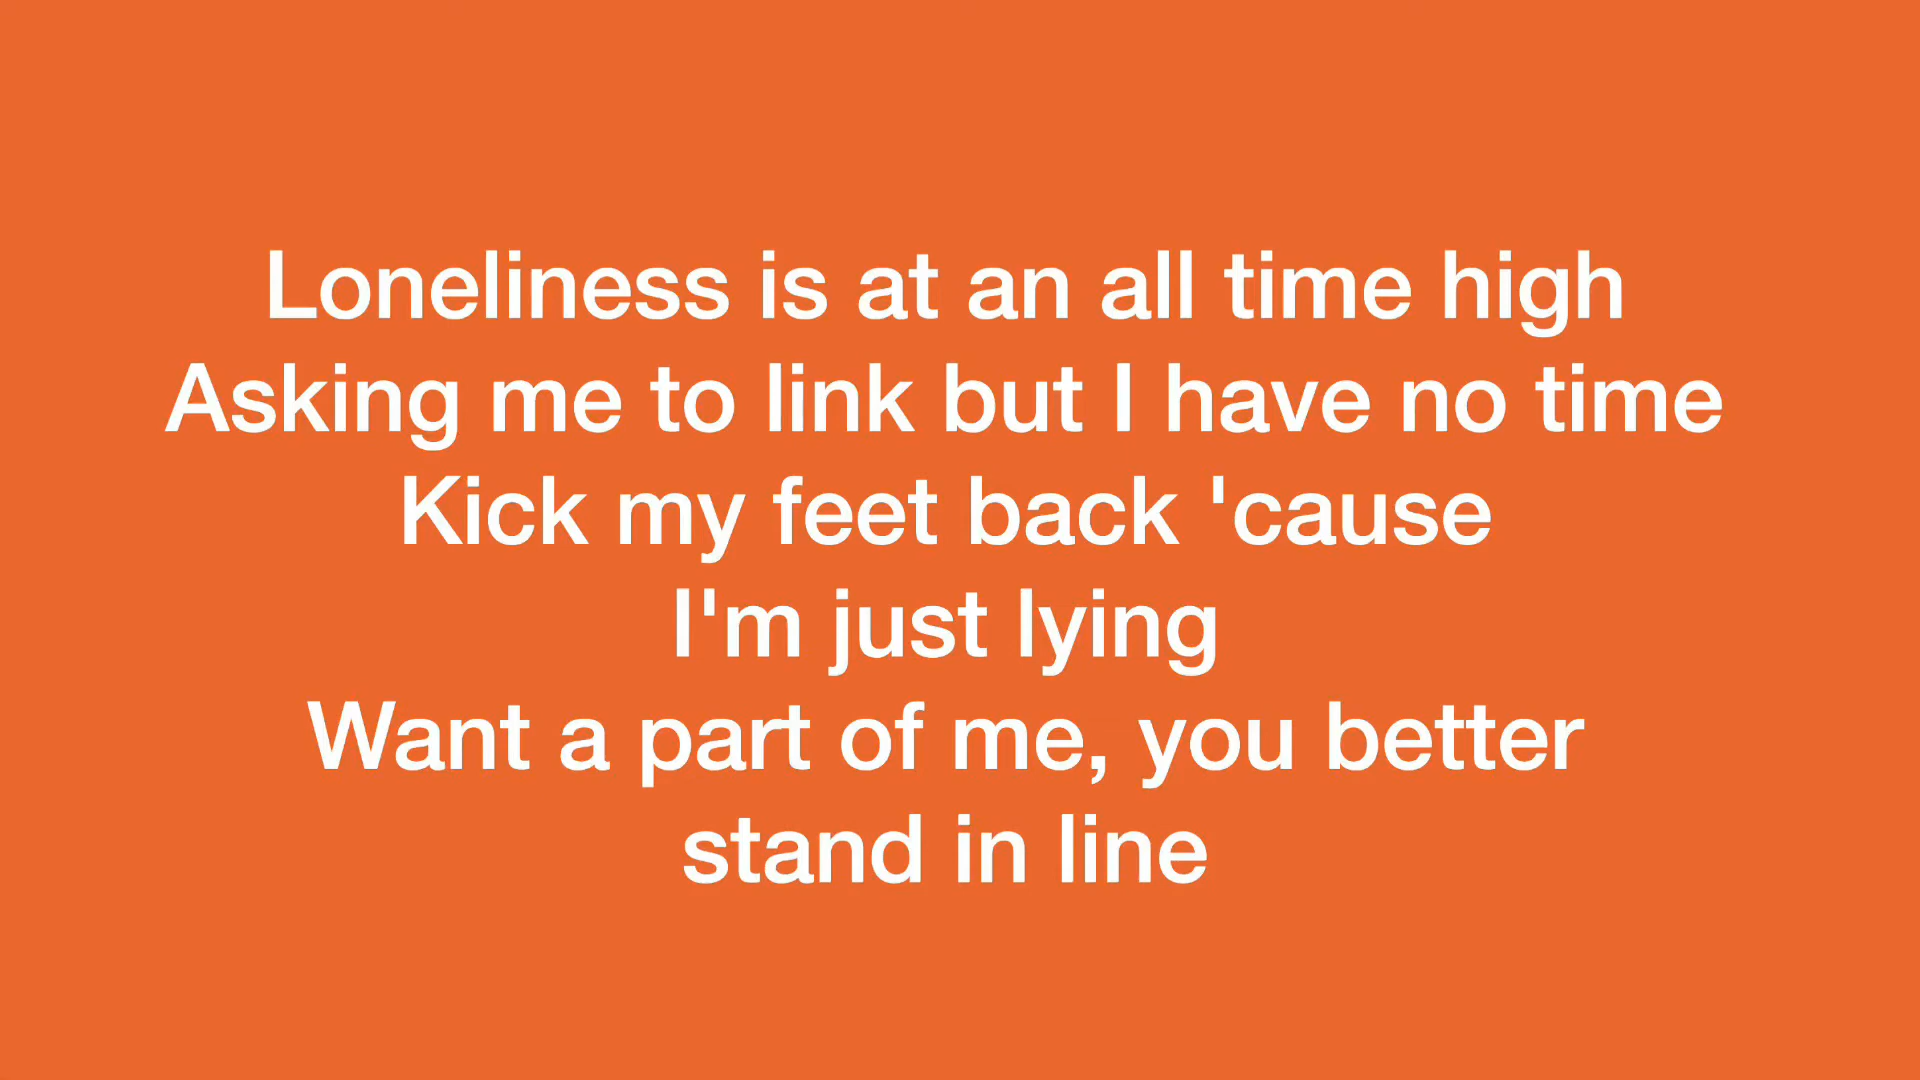 Loneliness is at an all time high
Asking me to link but I have no time
Kick my feet back 'cause
I'm just lying
Want a part of me, you better
stand in line